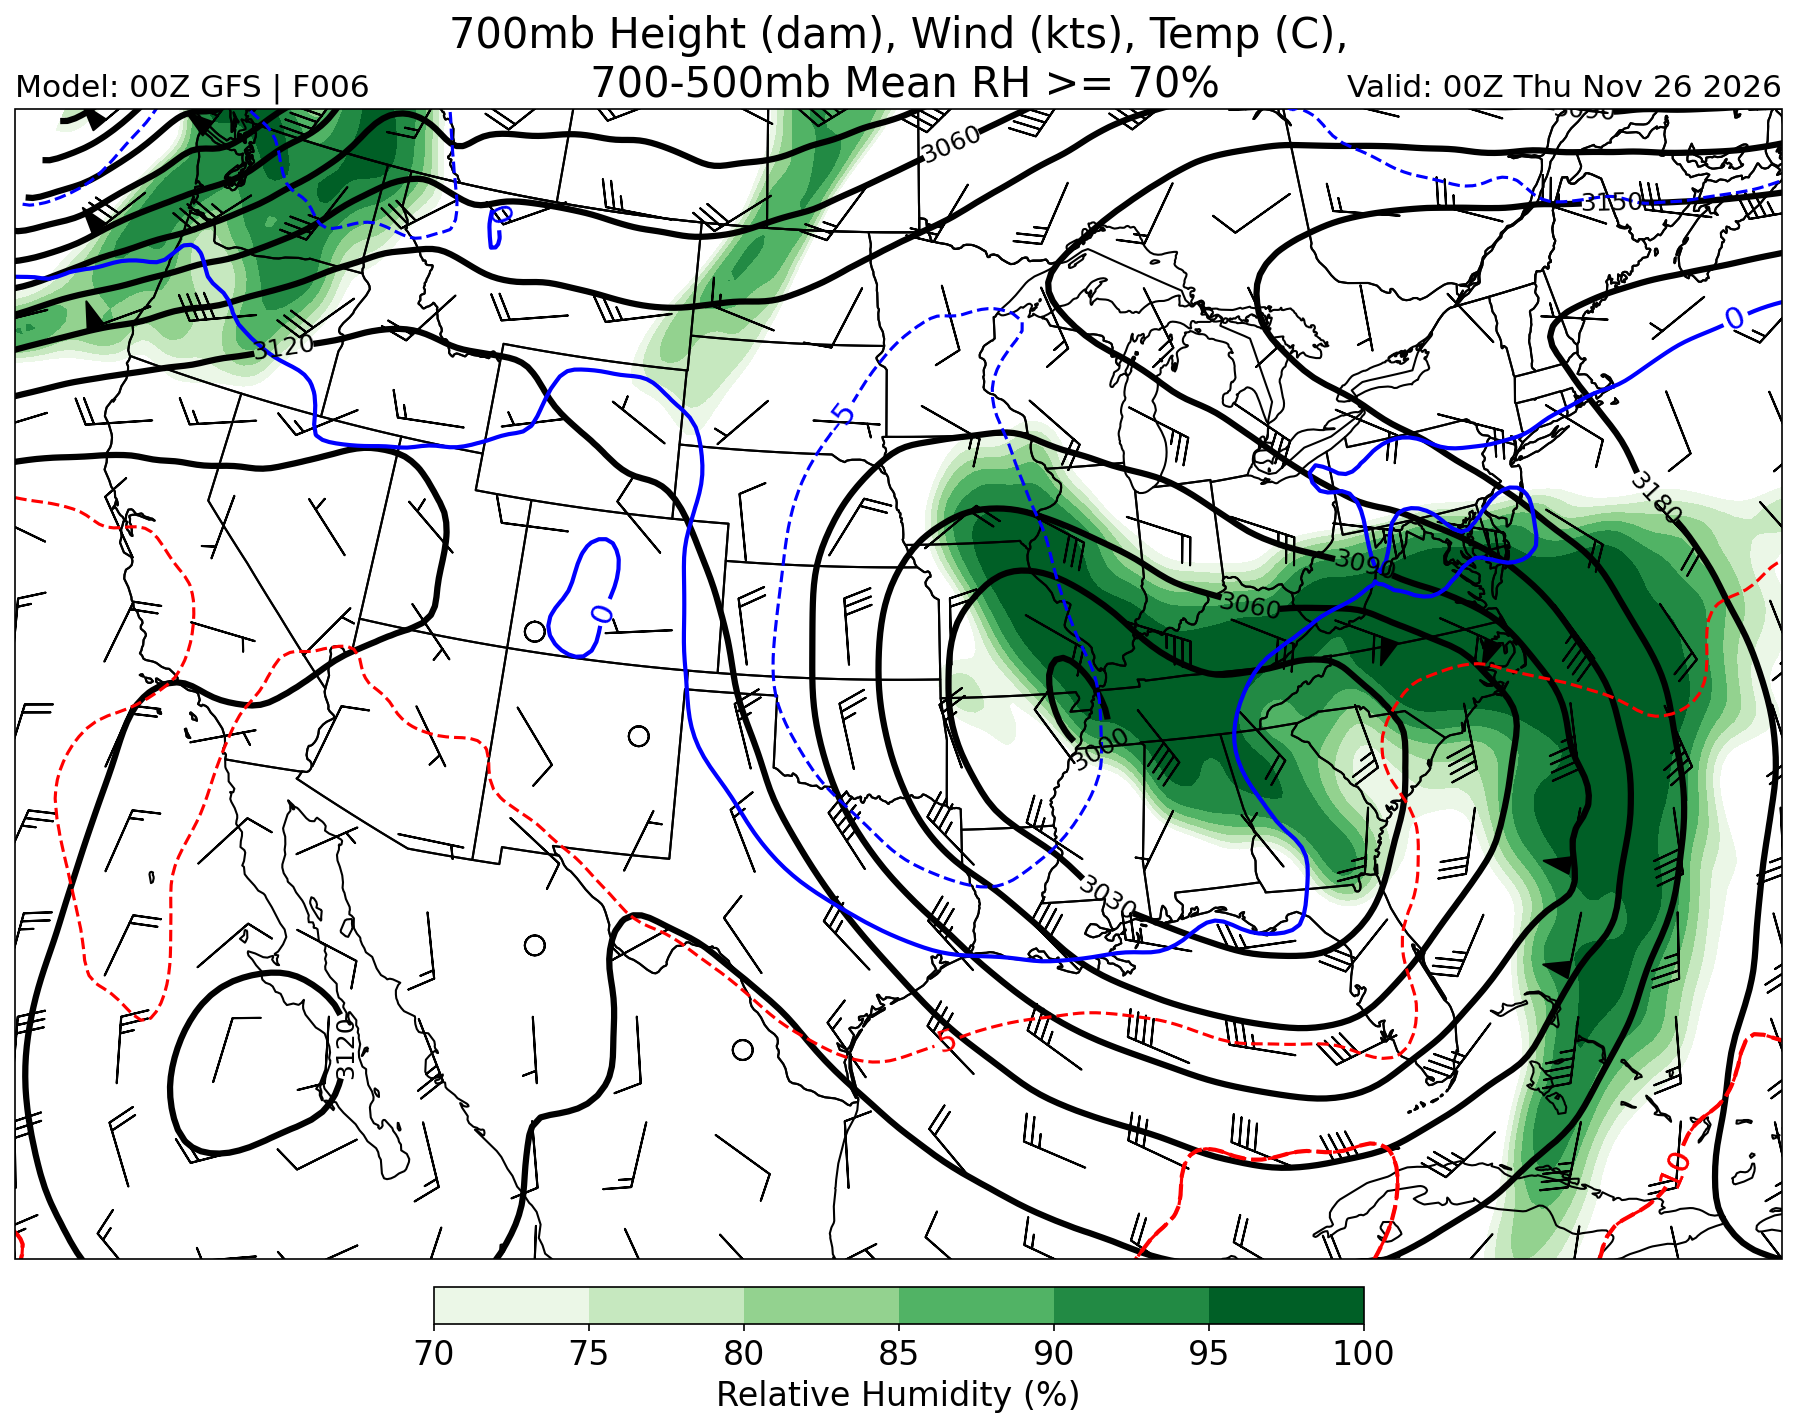 700mb Height (dam), Wind (kts), Temp (C),
Model: 00Z GFS | F006
700-500mb Mean RH >= 70%
Valid: 00Z Thu Nov 26 2026
3060
3150
0
3120
5
0
3180
3090
3060
0
3000
3030
3120
5
10
70 75 80 85 90 95 100
Relative Humidity (%)